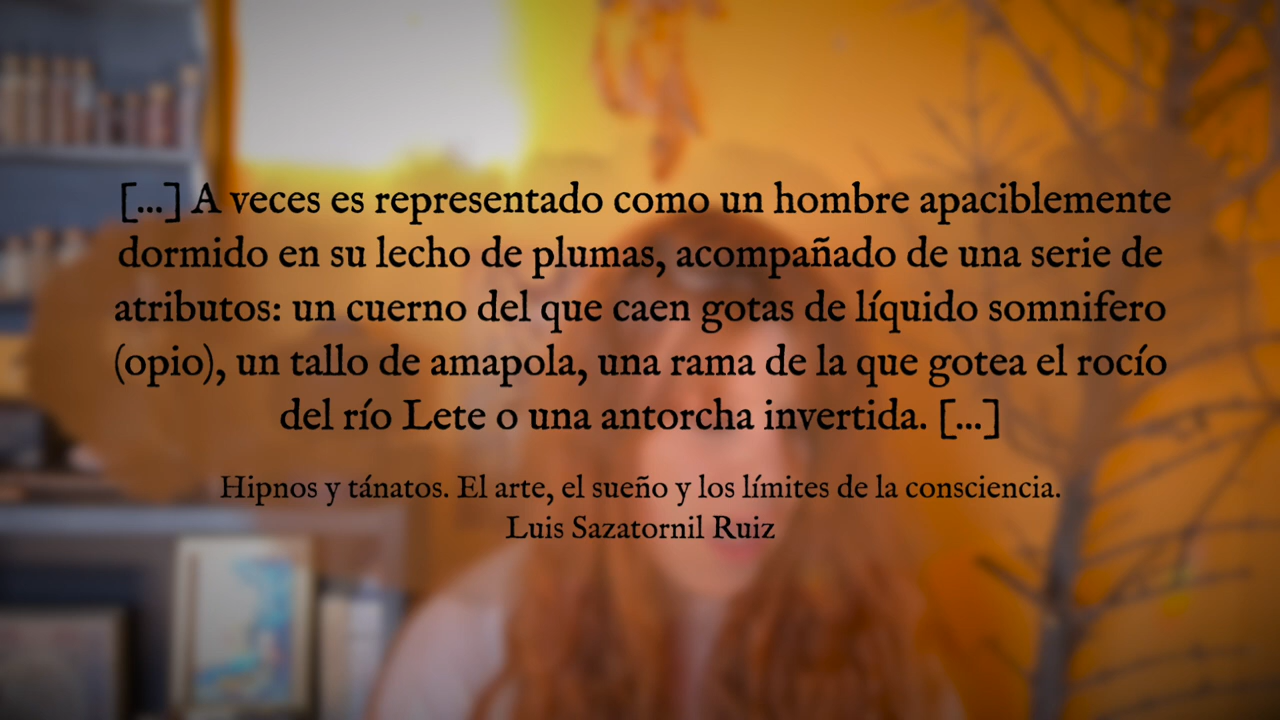 [...] A veces es representado como un hombre apaciblemente
dormido en su lecho de plumas, acompañado de una serie de
atributos: un cuerno del que caen gotas de líquido somnifero
(opio), un tallo de amapola, una rama de la que gotea el rocío
del río Lete o una antorcha invertida. [...]
Hipnos y tánatos. El arte, el sueño y los límites de la consciencia.
Luis Sazatornil Ruiz